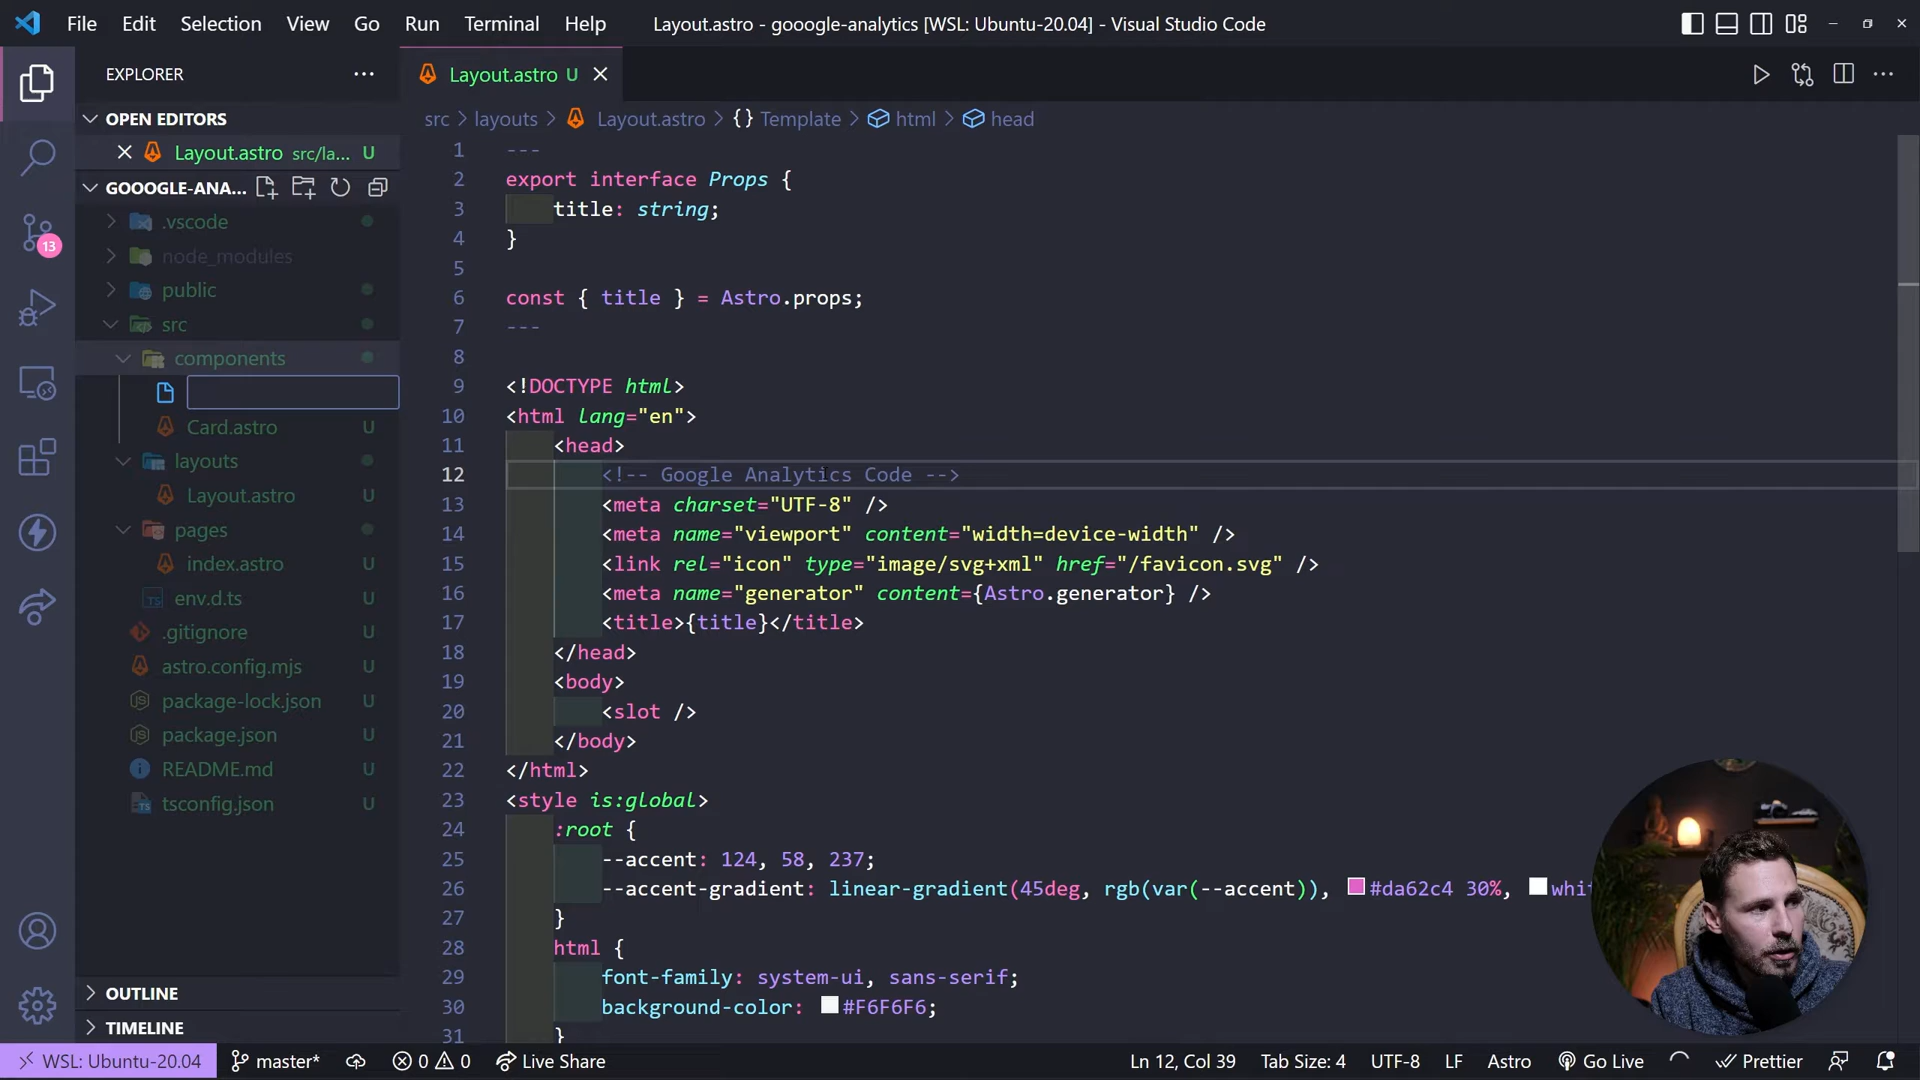 File Edit Selection View Go Run Terminal Help
Layout.astro - gooogle-analytics [WSL: Ubuntu-20.04] - Visual Studio Code
EXPLORER
OPEN EDITORS
Layout.astro src/la... U
GOOOGLE-ANA...
.vscode
node_modules
public
src
components
Card.astro U
layouts
Layout.astro U
pages
index.astro U
env.d.ts U
.gitignore U
astro.config.mjs U
package-lock.json U
package.json U
README.md U
tsconfig.json U
OUTLINE
TIMELINE
13
Layout.astro U
src > layouts > Layout.astro > {} Template > html > head
1 ---
2 export interface Props {
3 title: string;
4 }
5
6 const { title } = Astro.props;
7 ---
8
9 <!DOCTYPE html>
10 <html lang="en">
11 <head>
12 <!-- Google Analytics Code -->
13 <meta charset="UTF-8" />
14 <meta name="viewport" content="width=device-width" />
15 <link rel="icon" type="image/svg+xml" href="/favicon.svg" />
16 <meta name="generator" content={Astro.generator} />
17 <title>{title}</title>
18 </head>
19 <body>
20 <slot />
21 </body>
22 </html>
23 <style is:global>
24 :root {
25 --accent: 124, 58, 237;
26 --accent-gradient: linear-gradient(45deg, rgb(var(--accent)), #da62c4 30%, whi
27 }
28 html {
29 font-family: system-ui, sans-serif;
30 background-color: #F6F6F6;
31 }
WSL: Ubuntu-20.04 master* 0 0 Live Share Ln 12, Col 39 Tab Size: 4 UTF-8 LF Astro Go Live Prettier